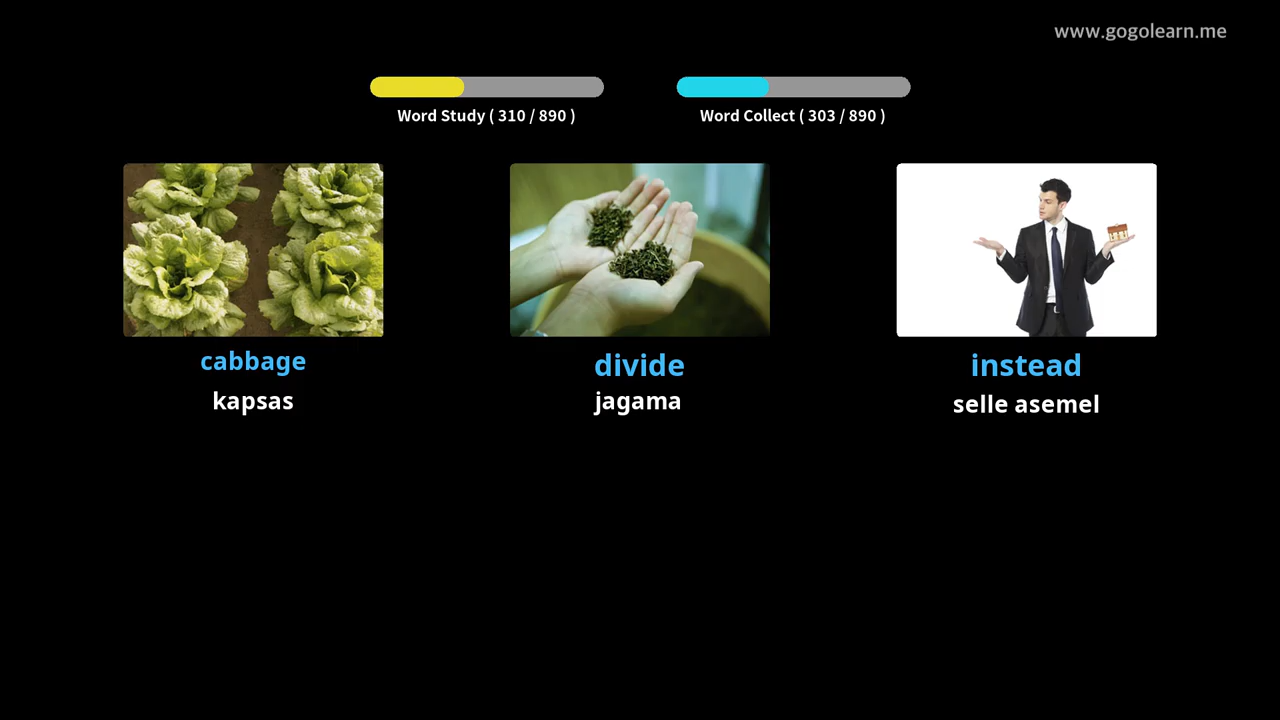 www.gogolearn.me
Word Study ( 310 / 890 )
Word Collect ( 303 / 890 )
cabbage
kapsas
divide
jagama
instead
selle asemel